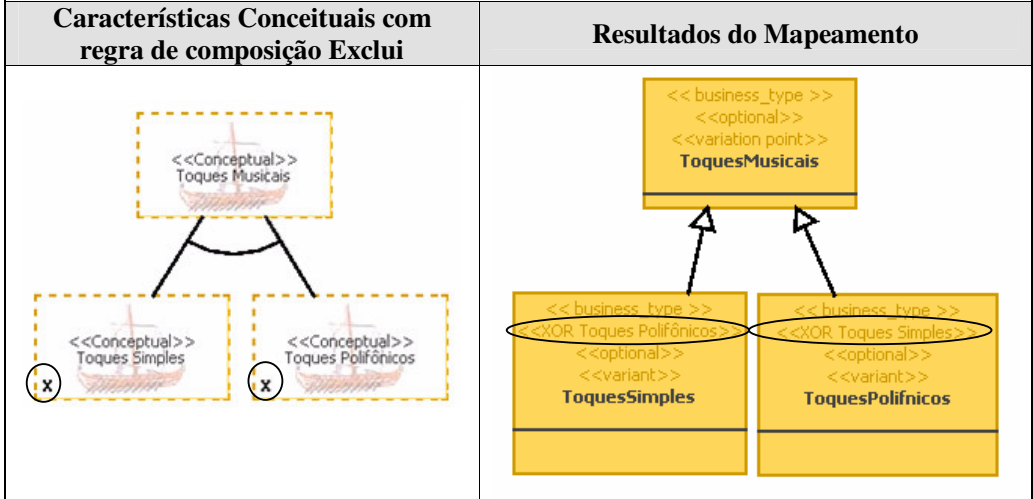 Características Conceituais com
regra de composição Exclui
Resultados do Mapeamento
<<Conceptual>>
Toques Musicais
<<Conceptual>>
Toques Simples
x
<<Conceptual>>
Toques Polifônicos
x
<< business_type >>
<<optional>>
<<variation point>>
ToquesMusicais
<< business_type >>
<<XOR Toques Polifônicos>>
<<optional>>
<<variant>>
ToquesSimples
<< business_type >>
<<XOR Toques Simples>>
<<optional>>
<<variant>>
ToquesPolifnicos